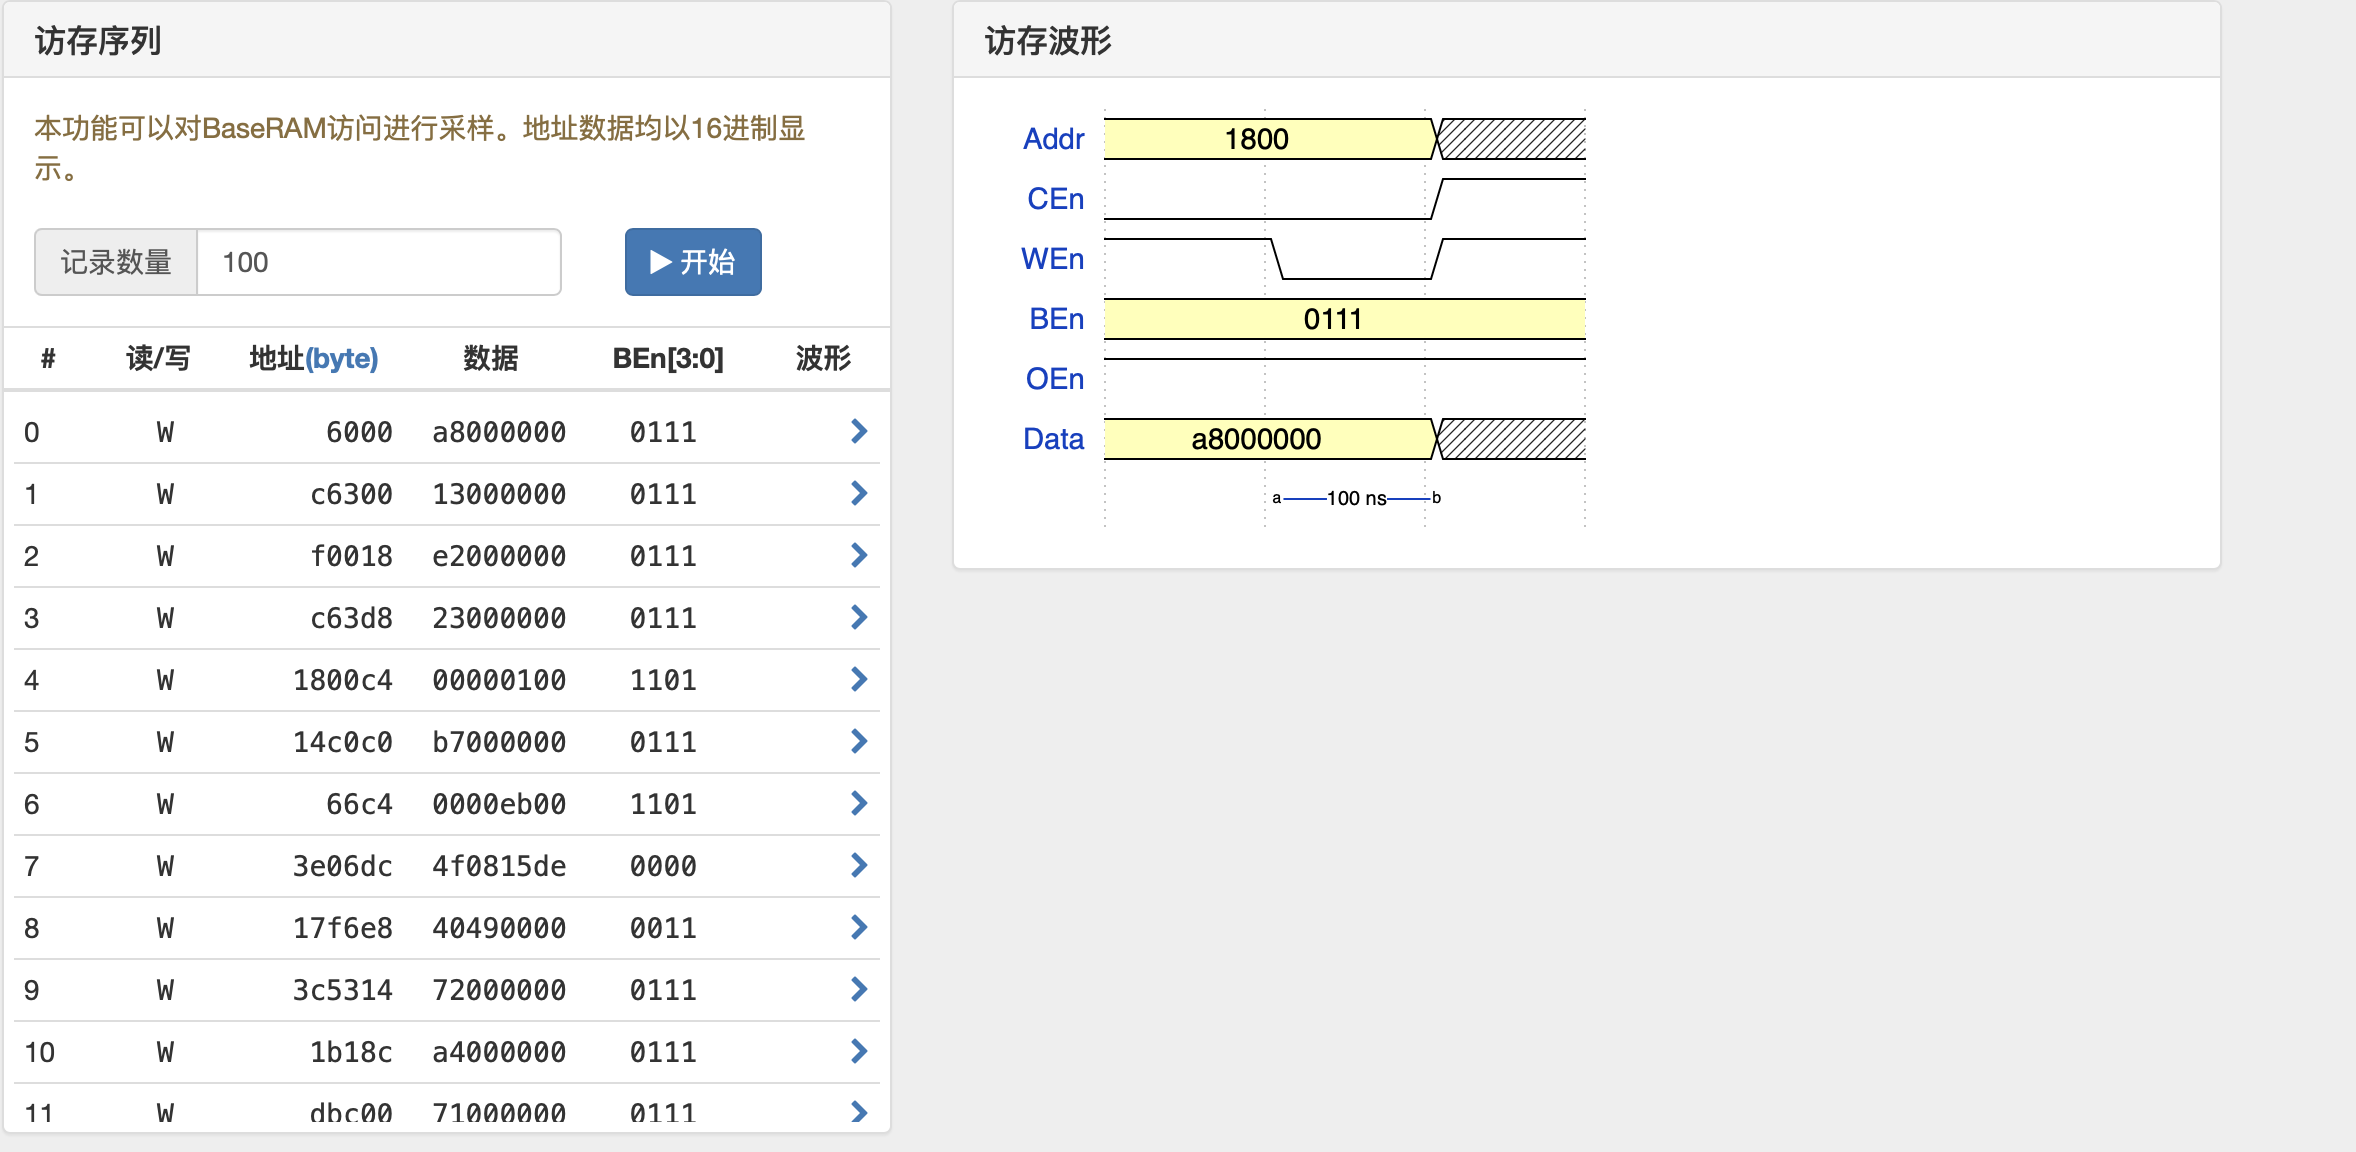 访存序列
本功能可以对BaseRAM访问进行采样。地址数据均以16进制显
示。
记录数量 100 开始
# 读/写 地址(byte) 数据 BEn[3:0] 波形
0 W 6000 a8000000 0111
1 W c6300 13000000 0111
2 W f0018 e2000000 0111
3 W c63d8 23000000 0111
4 W 1800c4 00000100 1101
5 W 14c0c0 b7000000 0111
6 W 66c4 0000eb00 1101
7 W 3e06dc 4f0815de 0000
8 W 17f6e8 40490000 0011
9 W 3c5314 72000000 0111
10 W 1b18c a4000000 0111
11 W dbc00 71000000 0111
访存波形
Addr 1800
CEn
WEn
BEn 0111
OEn
Data a8000000
a 100 ns b